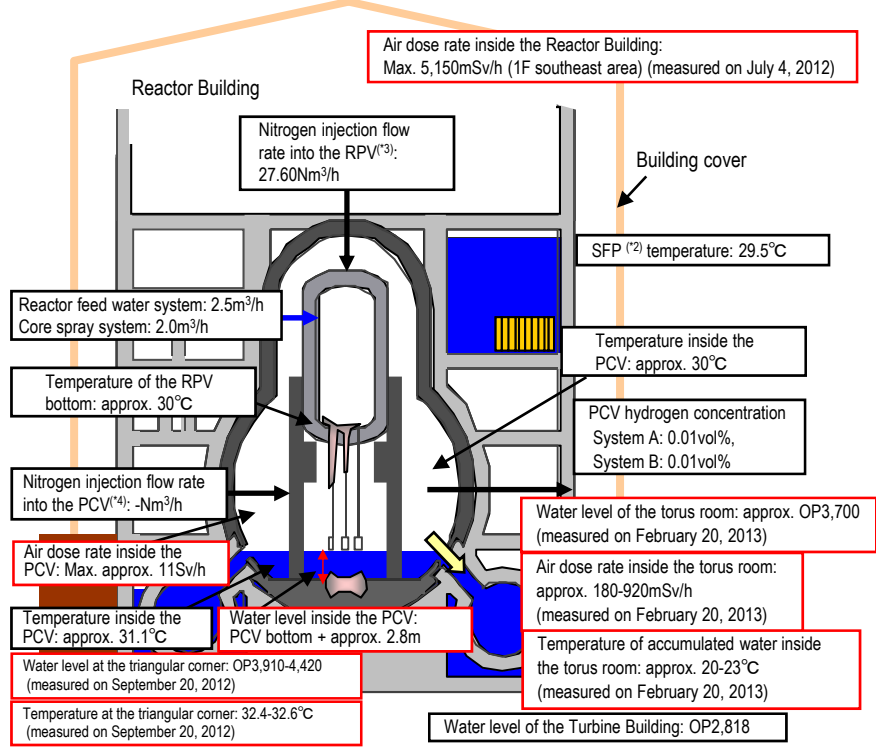 Air dose rate inside the Reactor Building:
Max. 5,150mSv/h (1F southeast area) (measured on July 4, 2012)
Reactor Building
Nitrogen injection flow
rate into the RPV(*3):
27.60Nm3/h
Building cover
SFP (*2) temperature: 29.5℃
Reactor feed water system: 2.5m3/h
Core spray system: 2.0m3/h
Temperature inside the
PCV: approx. 30℃
Temperature of the RPV
bottom: approx. 30℃
PCV hydrogen concentration
System A: 0.01vol%,
System B: 0.01vol%
Nitrogen injection flow rate
into the PCV(*4): -Nm3/h
Water level of the torus room: approx. OP3,700
(measured on February 20, 2013)
Air dose rate inside the
PCV: Max. approx. 11Sv/h
Air dose rate inside the torus room:
approx. 180-920mSv/h
(measured on February 20, 2013)
Temperature inside the
PCV: approx. 31.1℃
Water level inside the PCV:
PCV bottom + approx. 2.8m
Temperature of accumulated water inside
the torus room: approx. 20-23℃
(measured on February 20, 2013)
Water level at the triangular corner: OP3,910-4,420
(measured on September 20, 2012)
Temperature at the triangular corner: 32.4-32.6℃
(measured on September 20, 2012)
Water level of the Turbine Building: OP2,818